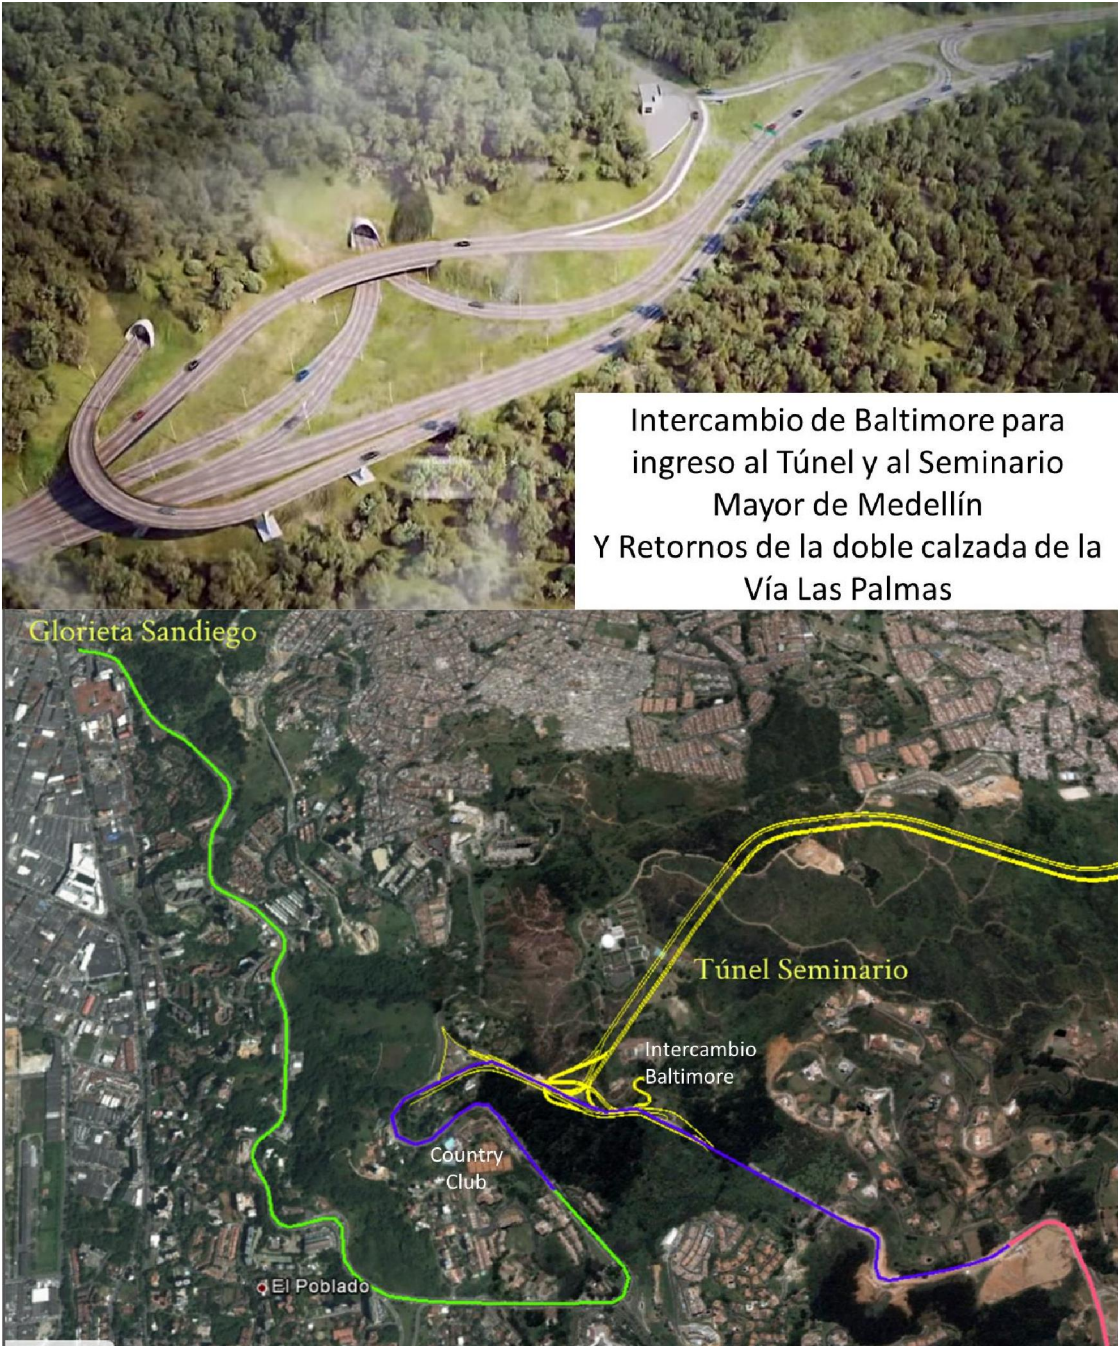 Intercambio de Baltimore para
ingreso al Túnel y al Seminario
Mayor de Medellín
Y Retornos de la doble calzada de la
Vía Las Palmas
Glorieta Sandiego
Túnel Seminario
Intercambio
Baltimore
Country
Club
El Poblado